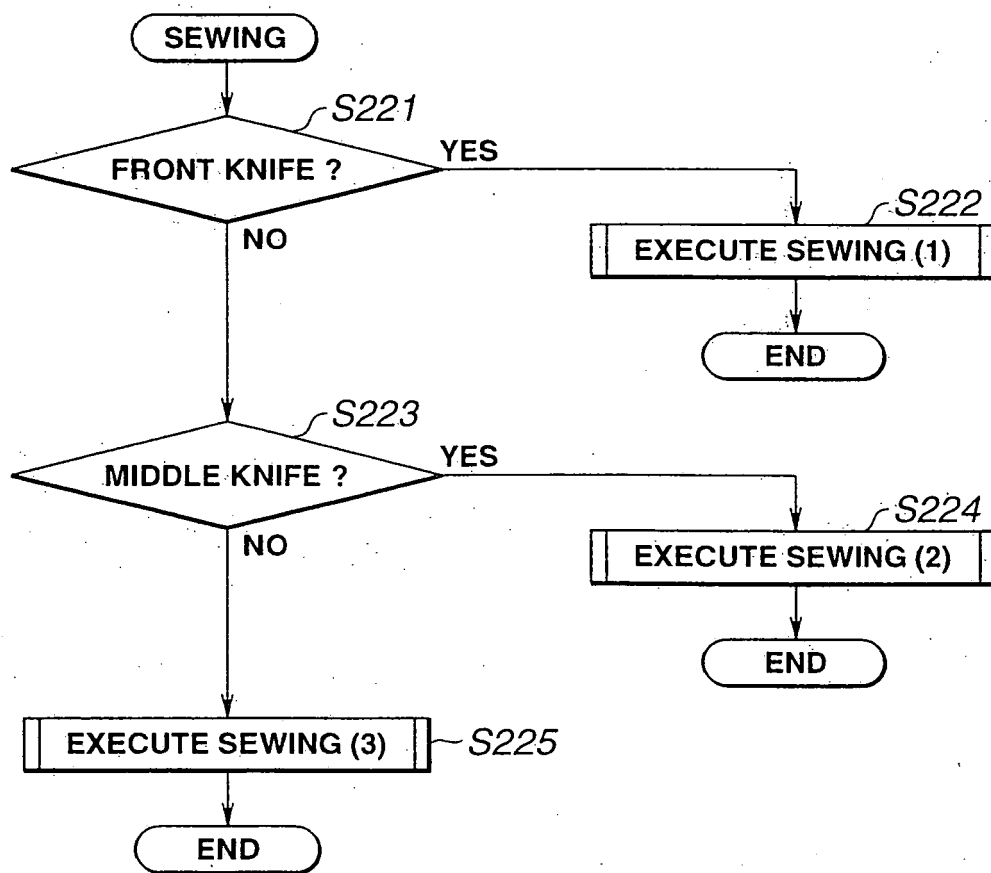 SEWING
S221
FRONT KNIFE ?
YES
NO
S222
EXECUTE SEWING (1)
END
S223
MIDDLE KNIFE ?
YES
NO
S224
EXECUTE SEWING (2)
END
EXECUTE SEWING (3)
S225
END